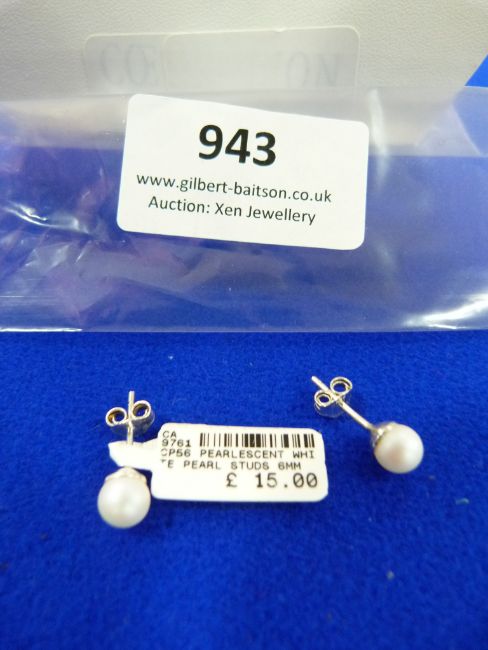 943
www.gilbert-baitson.co.uk
Auction: Xen Jewellery
CA
9761
CP56 PEARLESCENT WHI
TE PEARL STUDS 6MM
£ 15.00